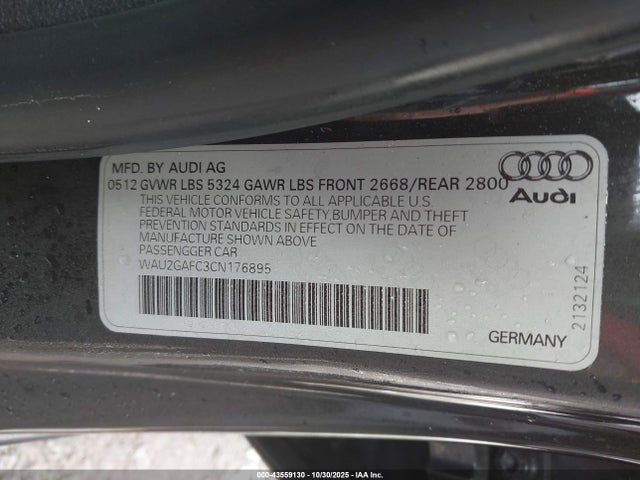 MFD. BY AUDI AG
0512 GVWR LBS 5324 GAWR LBS FRONT 2668/REAR 2800
THIS VEHICLE CONFORMS TO ALL APPLICABLE U.S.
FEDERAL MOTOR VEHICLE SAFETY,BUMPER AND THEFT
PREVENTION STANDARDS IN EFFECT ON THE DATE OF
MANUFACTURE SHOWN ABOVE
PASSENGGER CAR
WAU2GAFC3CN176895
Audi
GERMANY
2132124
000-43559130 • 10/30/2025 • IAA Inc.